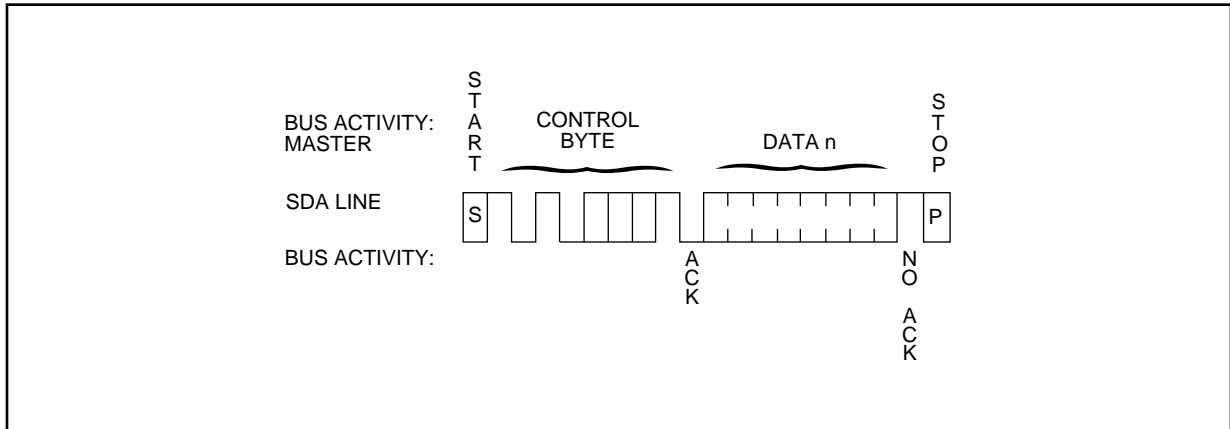 START
BUS ACTIVITY:
MASTER
CONTROL
BYTE
DATA n
STOP
SDA LINE
S
P
BUS ACTIVITY:
ACK
NO ACK